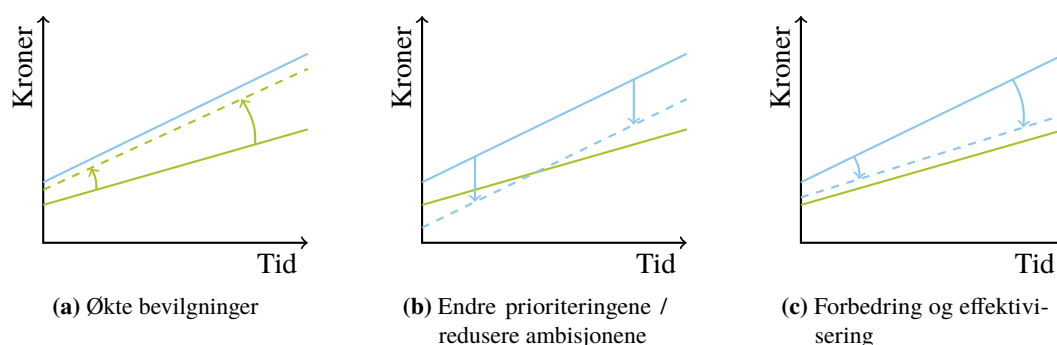 Kroner
Tid
(a) Økte bevilgninger
Kroner
Tid
(b) Endre prioriteringene /
redusere ambisjonene
Kroner
Tid
(c) Forbedring og effektivi-
sering